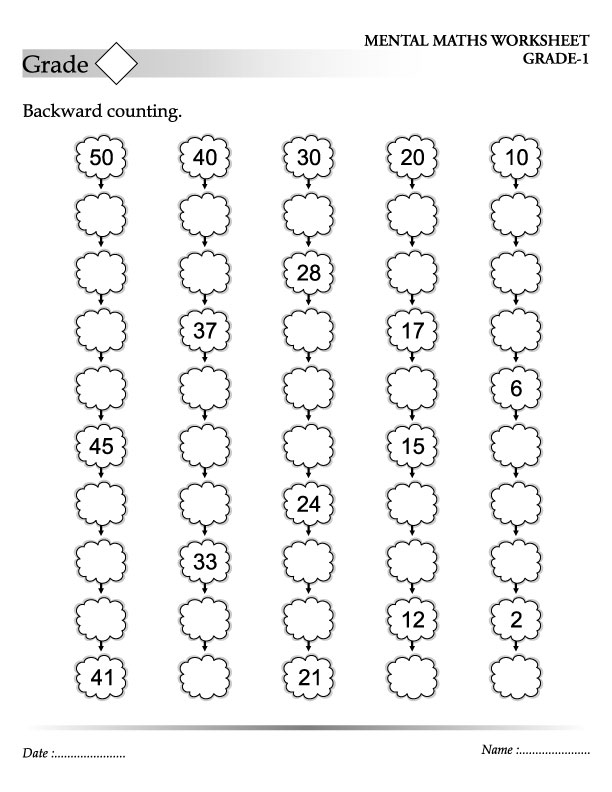 MENTAL MATHS WORKSHEET
GRADE-1
Grade
Backward counting.
50 40 30 20 10
28
37 17
6
45 15
24
33
12 2
41 21
Date :......................
Name :......................